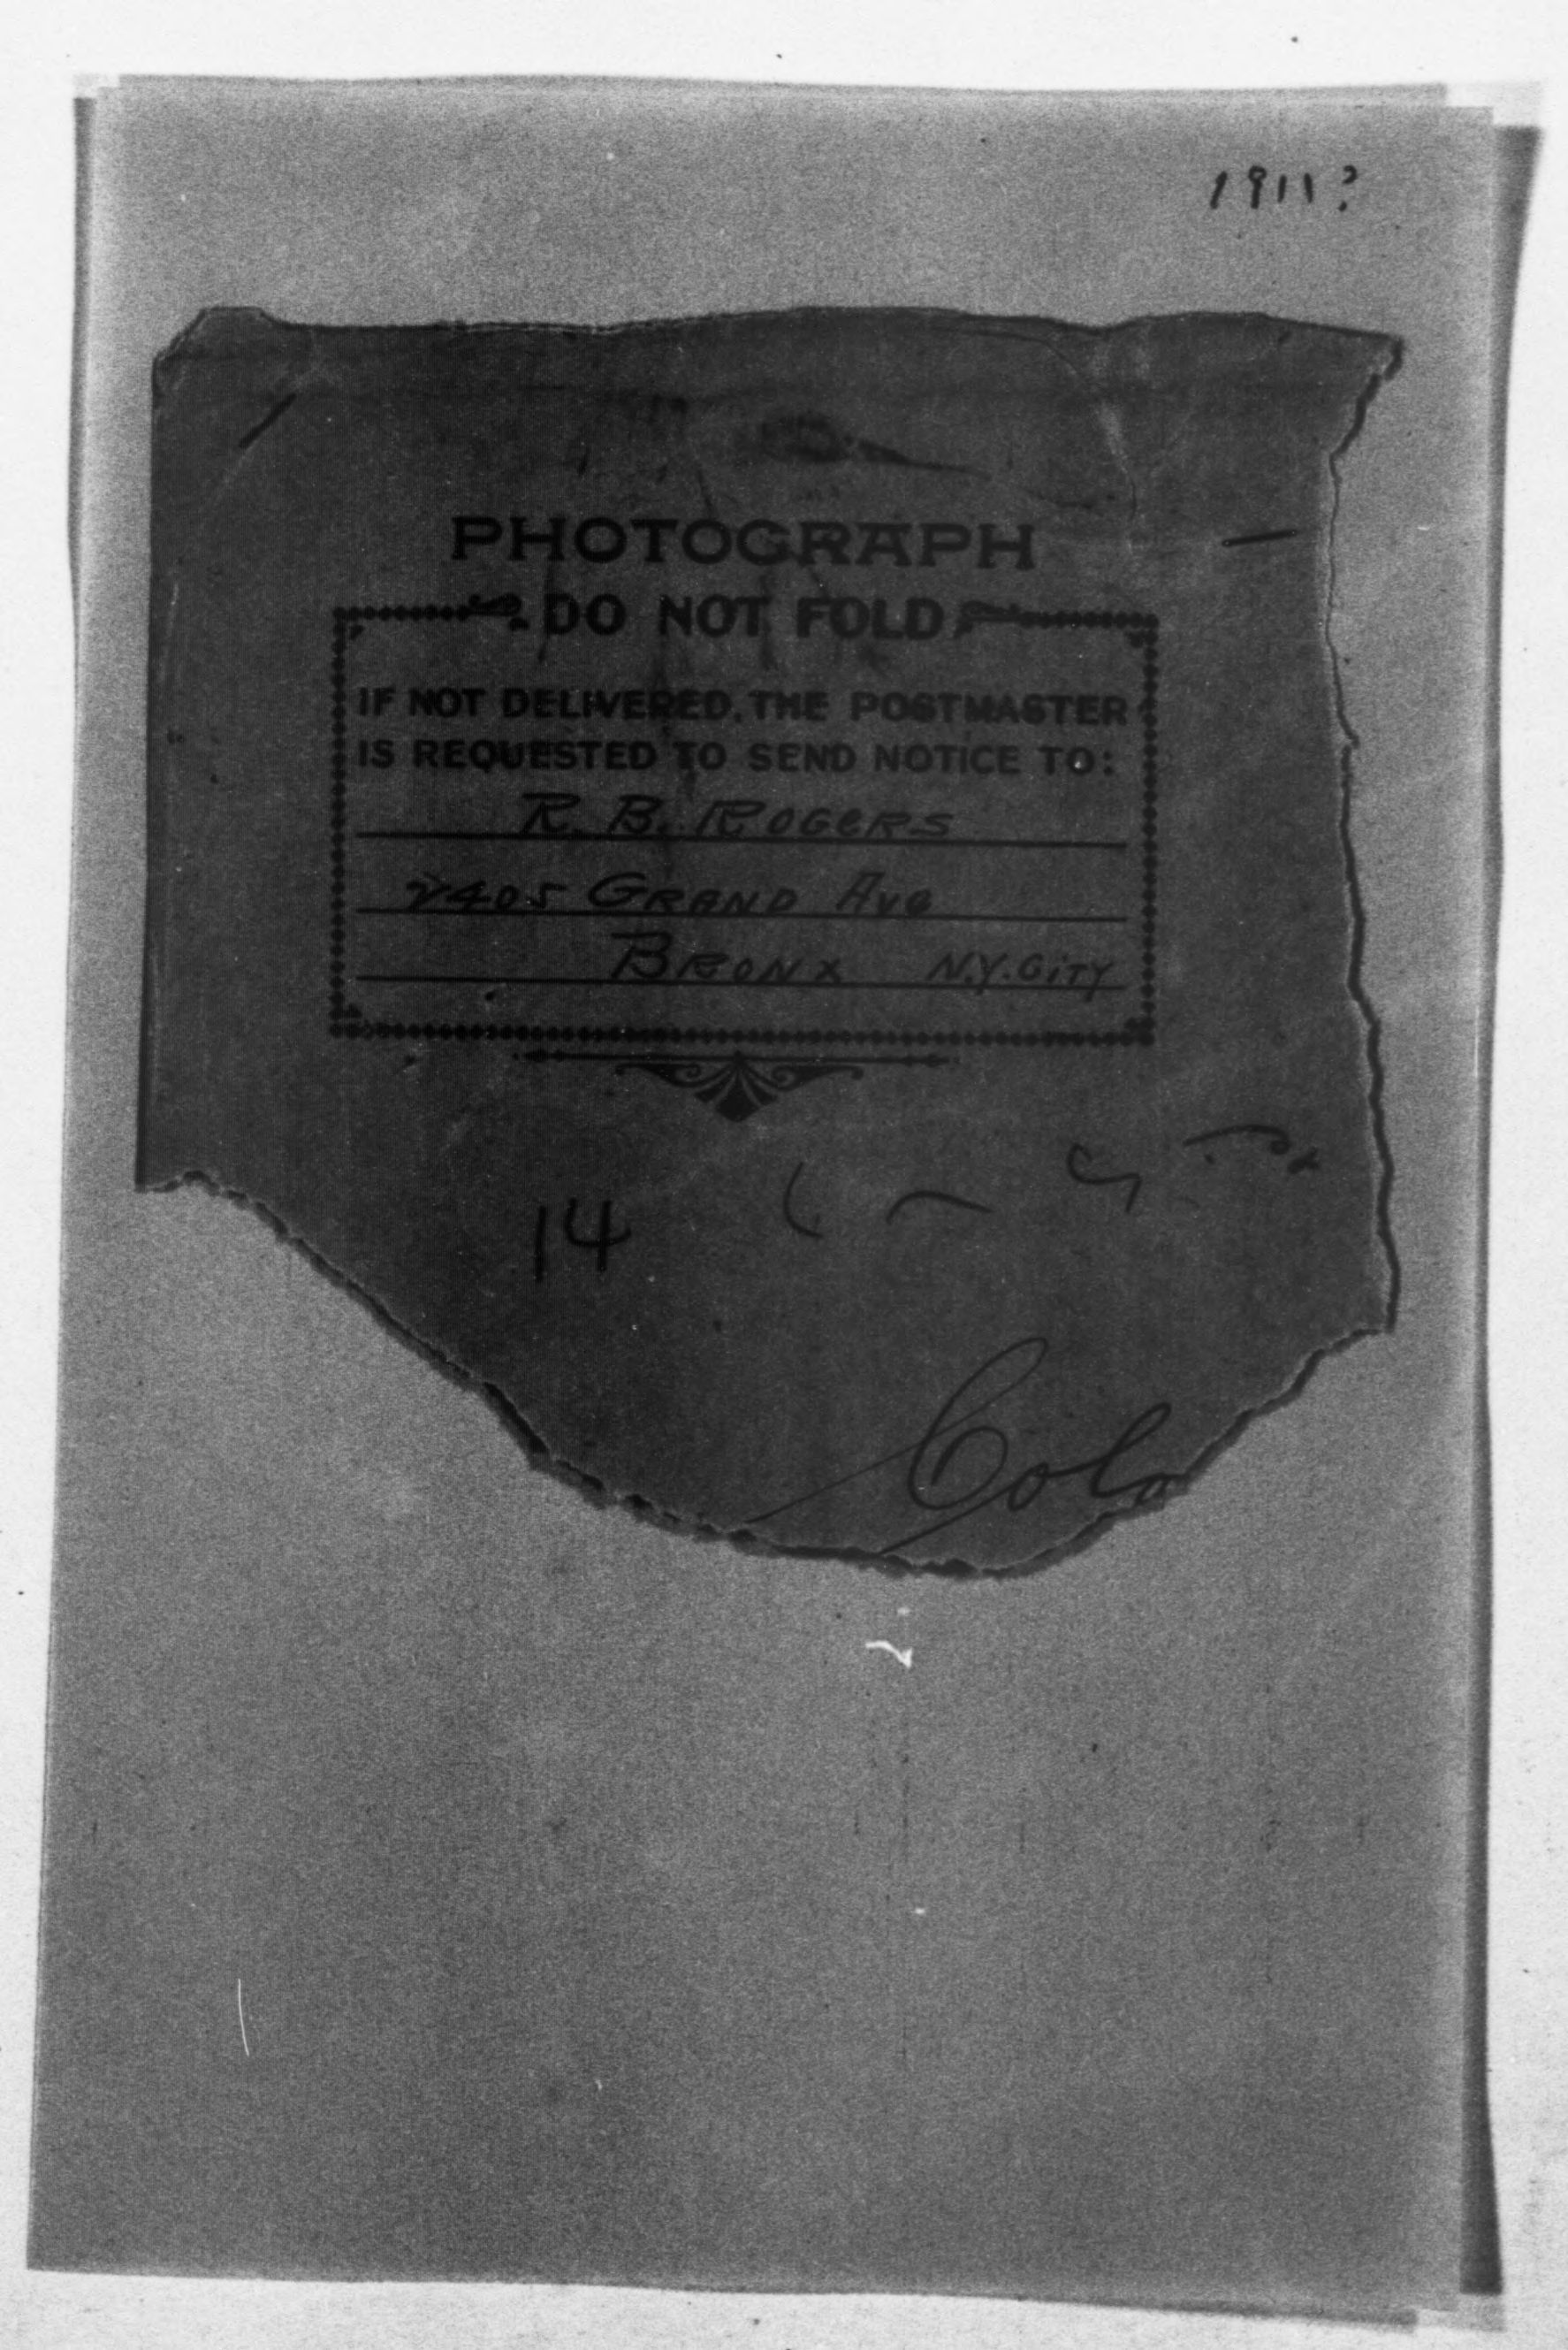 1911?
PHOTOGRAPH
DO NOT FOLD
IF NOT DELIVERED, THE POSTMASTER
IS REQUESTED TO SEND NOTICE TO:
R. B. ROGERS
2405 GRAND AVE
BRONX N.Y. CITY
14
Colo